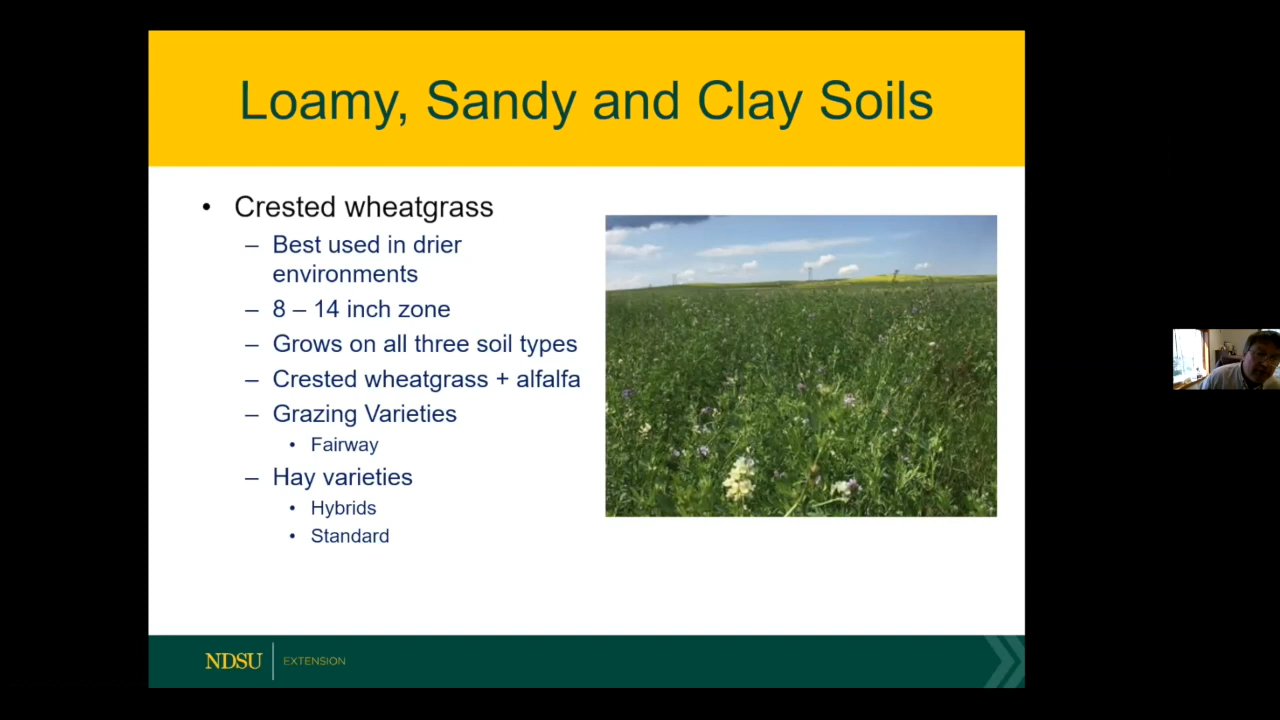 Loamy, Sandy and Clay Soils
• Crested wheatgrass
– Best used in drier
environments
– 8 – 14 inch zone
– Grows on all three soil types
– Crested wheatgrass + alfalfa
– Grazing Varieties
• Fairway
– Hay varieties
• Hybrids
• Standard
NDSU EXTENSION